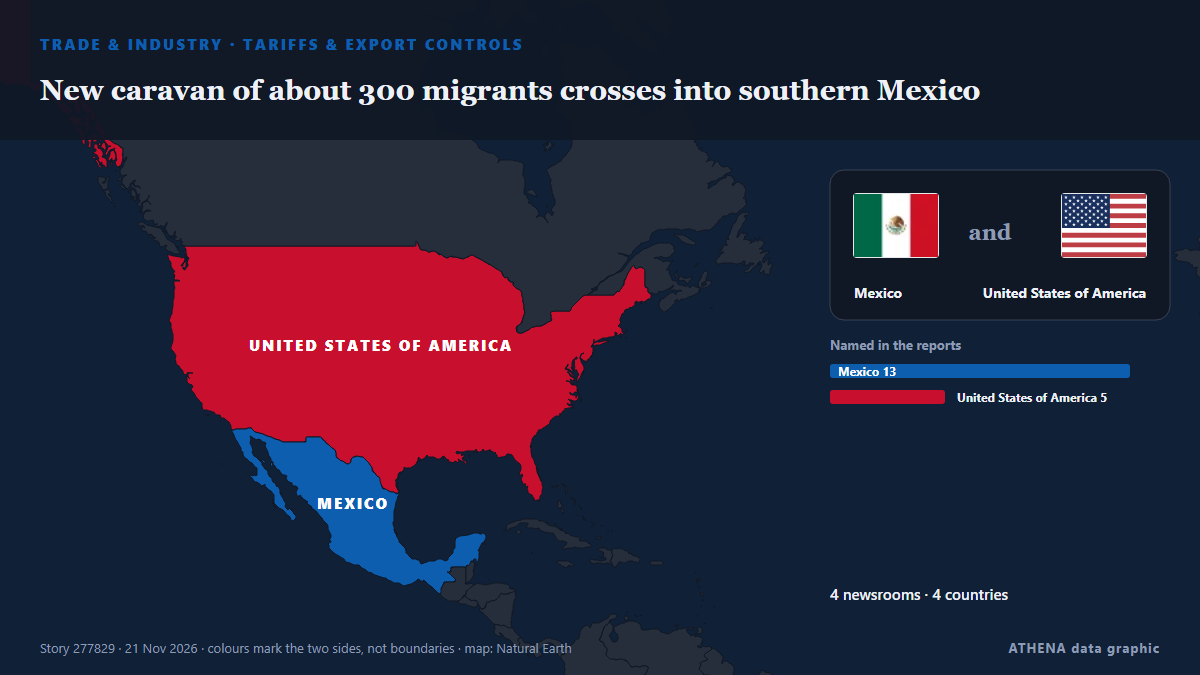 TRADE & INDUSTRY · TARIFFS & EXPORT CONTROLS
New caravan of about 300 migrants crosses into southern Mexico
and
Mexico
United States of America
Named in the reports
Mexico 13
United States of America 5
UNITED STATES OF AMERICA
MEXICO
4 newsrooms · 4 countries
Story 277829 · 21 Nov 2026 · colours mark the two sides, not boundaries · map: Natural Earth
ATHENA data graphic